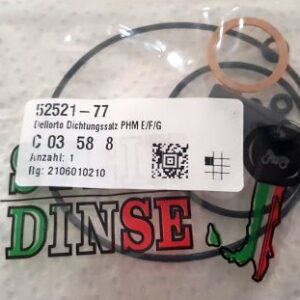 52521-77
Dellorto Dichtungssatz PHM E/F/G
C 03 58 8
Anzahl: 1
Rg: 2106010210
DINSE